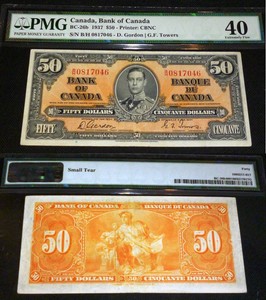 PMG
PAPER MONEY GUARANTY
Canada, Bank of Canada
BC-26b 1937 $50 - Printer: CBNC
S/N B/H 0817046 - D. Gordon | G.F. Towers
40
Extremely Fine
50
BANK OF CANADA
BANQUE DU CANADA
50
B/H 0817046
B/H 0817046
FIFTY DOLLARS
CINQUANTE DOLLARS
Small Tear
Forty
BANK OF CANADA
BANQUE DU CANADA
50
50
FIFTY DOLLARS
CINQUANTE DOLLARS